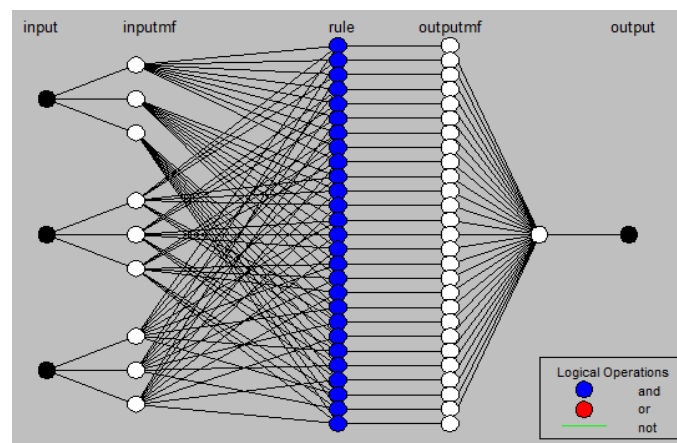 input inputmf rule outputmf output
Logical Operations
and
or
not